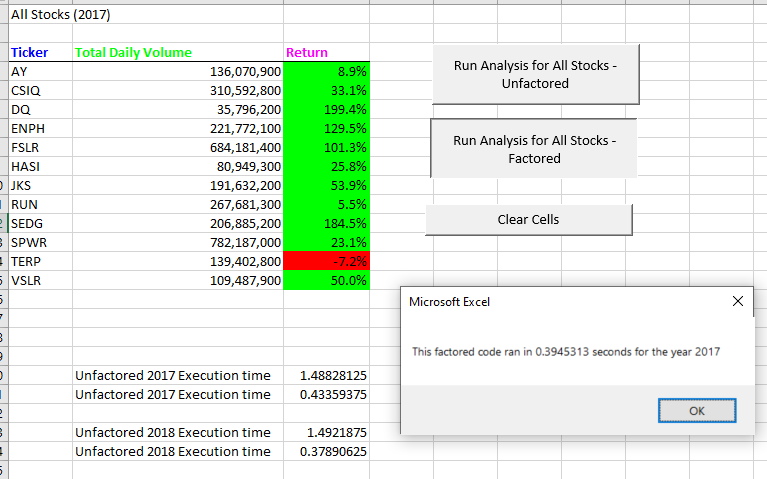 All Stocks (2017)
Ticker Total Daily Volume Return
AY 136,070,900 8.9%
CSIQ 310,592,800 33.1%
DQ 35,796,200 199.4%
ENPH 221,772,100 129.5%
FSLR 684,181,400 101.3%
HASI 80,949,300 25.8%
JKS 191,632,200 53.9%
RUN 267,681,300 5.5%
SEDG 206,885,200 184.5%
SPWR 782,187,000 23.1%
TERP 139,402,800 -7.2%
VSLR 109,487,900 50.0%
Unfactored 2017 Execution time 1.48828125
Unfactored 2017 Execution time 0.43359375
Unfactored 2018 Execution time 1.4921875
Unfactored 2018 Execution time 0.37890625
Run Analysis for All Stocks -
Unfactored
Run Analysis for All Stocks -
Factored
Clear Cells
Microsoft Excel
This factored code ran in 0.3945313 seconds for the year 2017
OK